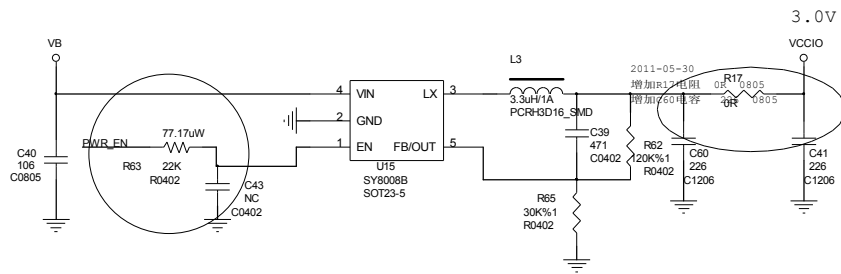 3.0V
VB
VCCIO
L3
2011-05-30
增加R17电阻 0R 0805
增加C60电容 226 0805
R17
0R
4
VIN
LX
3
3.3uH/1A
PCRH3D16_SMD
2
GND
PWR_EN
77.17uW
1
EN
FB/OUT
5
C39
471
C0402
R62
120K%1
R0402
C60
226
C1206
C41
226
C1206
C40
106
C0805
R63
22K
R0402
U15
SY8008B
SOT23-5
C43
NC
C0402
R65
30K%1
R0402